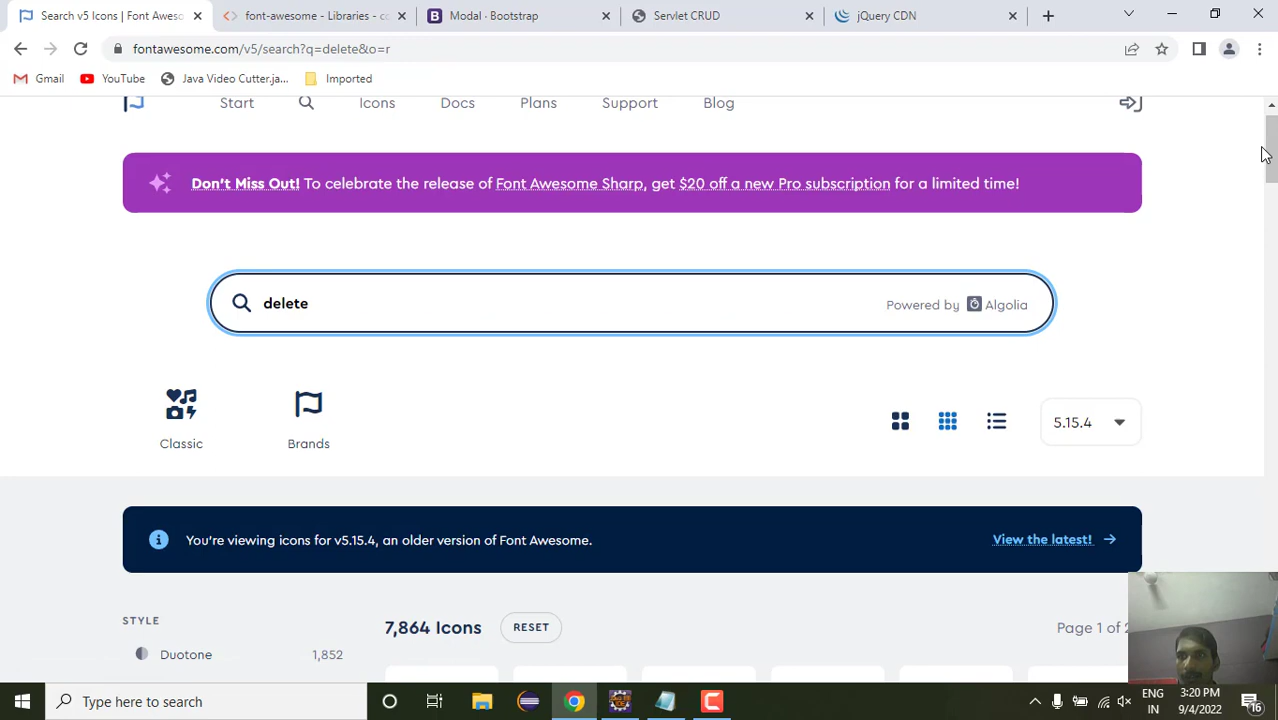 Search v5 Icons | Font Aweso
font-awesome - Libraries - c
Modal · Bootstrap
Servlet CRUD
jQuery CDN
fontawesome.com/v5/search?q=delete&o=r
Gmail
YouTube
Java Video Cutter.ja...
Imported
Start
Icons
Docs
Plans
Support
Blog
Don't Miss Out! To celebrate the release of Font Awesome Sharp, get $20 off a new Pro subscription for a limited time!
delete
Powered by Algolia
Classic
Brands
5.15.4
You're viewing icons for v5.15.4, an older version of Font Awesome.
View the latest!
STYLE
7,864 Icons
RESET
Page 1 of
Duotone
1,852
Type here to search
ENG
IN
3:20 PM
9/4/2022
16